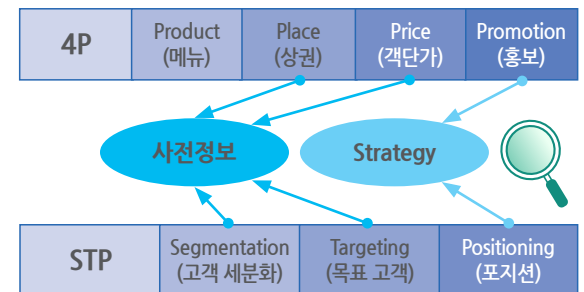 4P
Product
(메뉴)
Place
(상권)
Price
(객단가)
Promotion
(홍보)
사전정보
Strategy
STP
Segmentation
(고객 세분화)
Targeting
(목표 고객)
Positioning
(포지션)